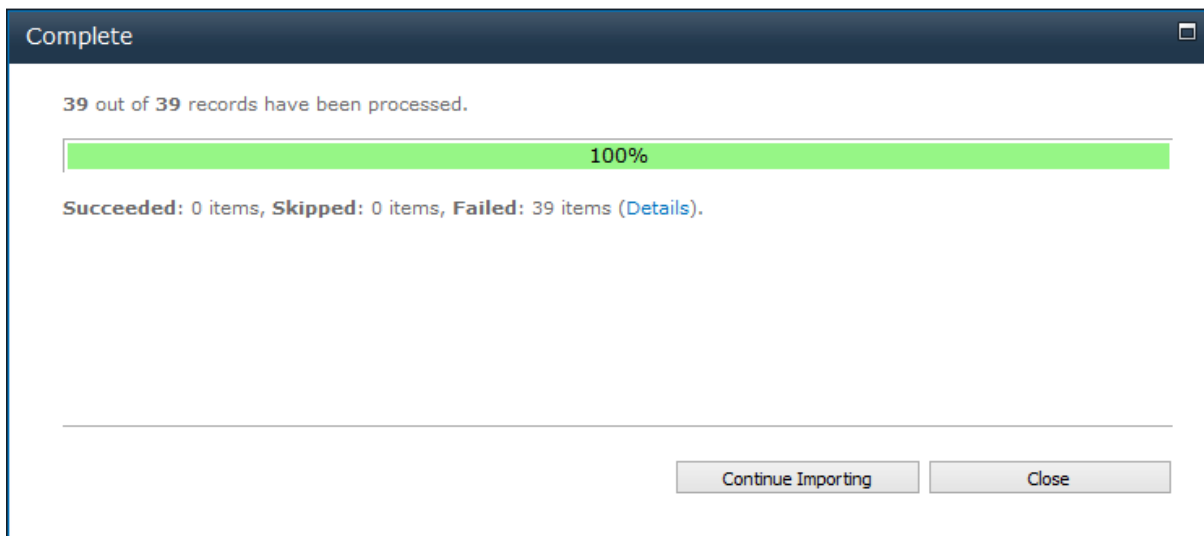 Complete
39 out of 39 records have been processed.
100%
Succeeded: 0 items, Skipped: 0 items, Failed: 39 items (Details).
Continue Importing
Close